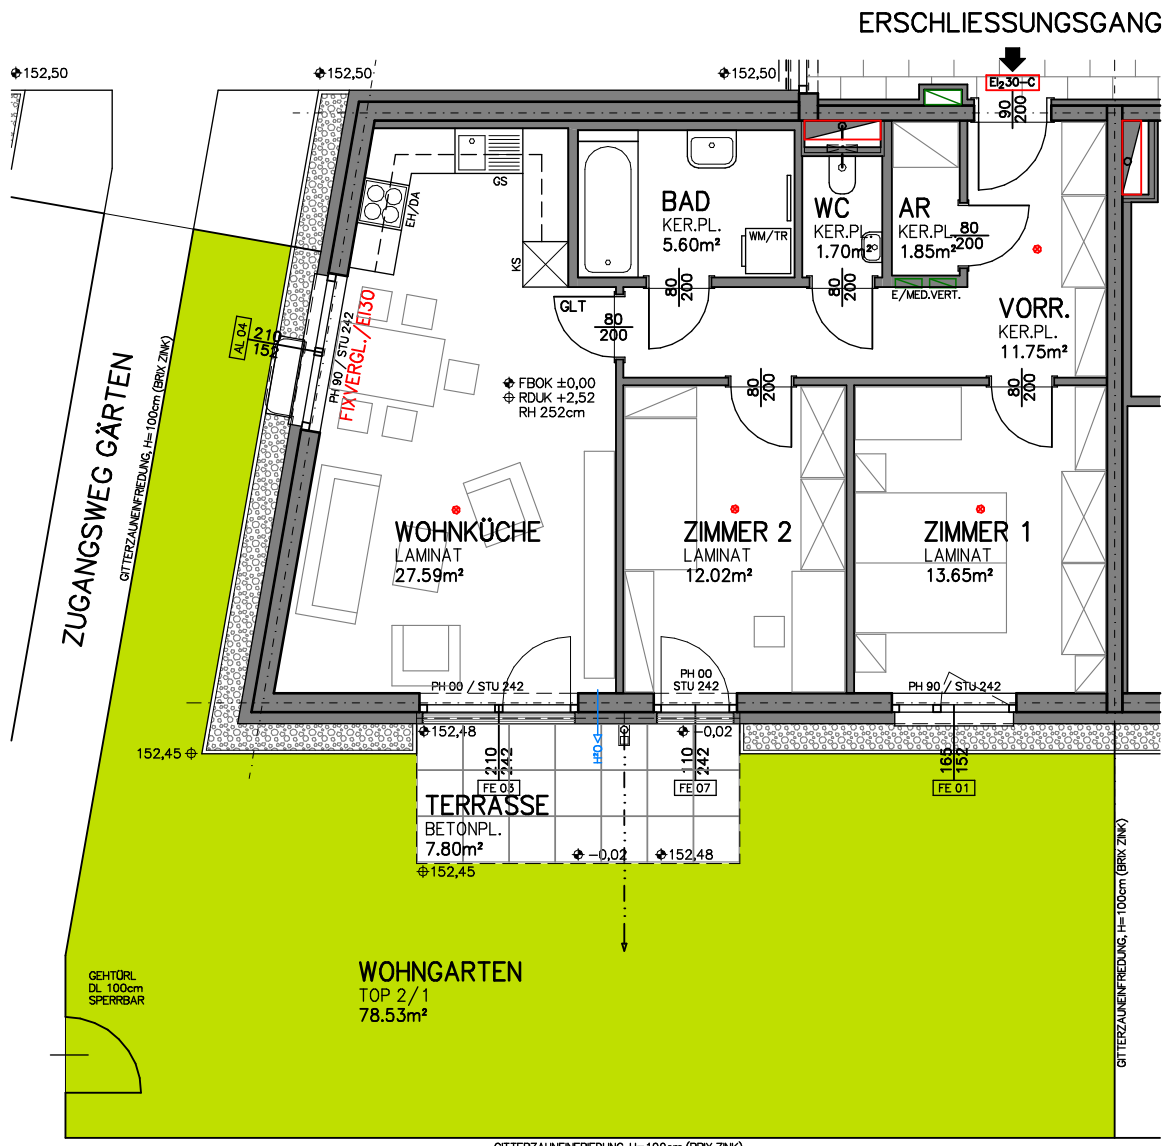 ERSCHLIESSUNGSGANG
152,50
152,50
152,50
EI₂30-C
90
200
GS
EH/DA
KS
BAD
KER.PL.
5.60m²
WM/TR
WC
KER.PL.
1.70m²
AR
KER.PL.
1.85m²
80
200
80
200
80
200
E/MED.VERT.
VORR.
KER.PL.
11.75m²
GLT
80
200
AL 04
210
152
PH 90 / STU 242
FIXVERGL./EI30
FBOK ±0,00
RDUK +2,52
RH 252cm
80
200
80
200
ZUGANGSWEG GÄRTEN
GITTERZAUNEINFRIEDUNG, H=100cm (BRIX ZINK)
WOHNKÜCHE
LAMINAT
27.59m²
ZIMMER 2
LAMINAT
12.02m²
ZIMMER 1
LAMINAT
13.65m²
PH 00 / STU 242
PH 00
STU 242
PH 90 / STU 242
152,45
152,48
-0,02
H²O
210
242
FE 03
110
242
FE 07
165
152
FE 01
TERRASSE
BETONPL.
7.80m²
-0,02
152,48
152,45
GITTERZAUNEINFRIEDUNG, H=100cm (BRIX ZINK)
WOHNGARTEN
TOP 2/1
78.53m²
GEHTÜRL
DL 100cm
SPERRBAR
GITTERZAUNEINFRIEDUNG, H=100cm (BRIX ZINK)